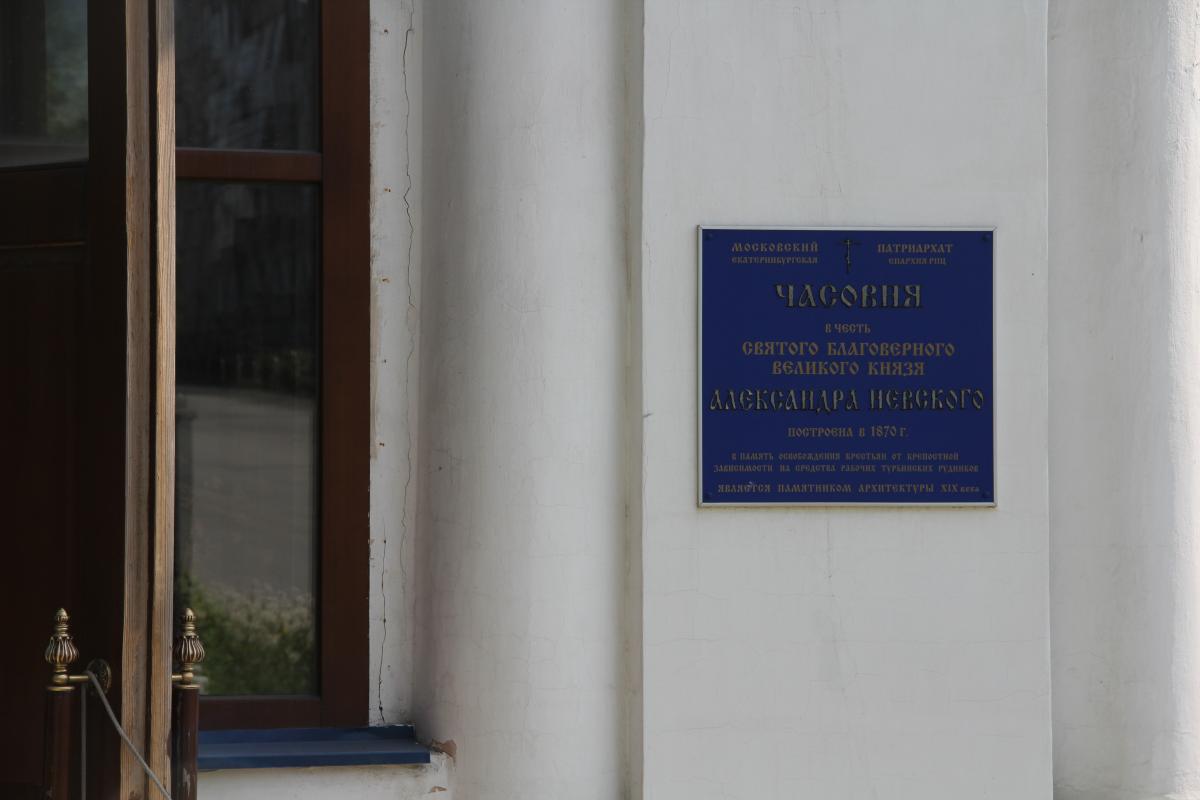 МОСКОВСКИЙ ПАТРИАРХАТ
ЕКАТЕРИНБУРГСКАЯ ЕПАРХИЯ РПЦ
ЧАСОВНЯ
В ЧЕСТЬ
СВЯТОГО БЛАГОВЕРНОГО
ВЕЛИКОГО КНЯЗЯ
АЛЕКСАНДРА НЕВСКОГО
ПОСТРОЕНА В 1870 Г.
В ПАМЯТЬ ОСВОБОЖДЕНИЯ КРЕСТЬЯН ОТ КРЕПОСТНОЙ
ЗАВИСИМОСТИ НА СРЕДСТВА РАБОЧИХ ТУРЬИНСКИХ РУДНИКОВ
ЯВЛЯЕТСЯ ПАМЯТНИКОМ АРХИТЕКТУРЫ XIX ВЕКА